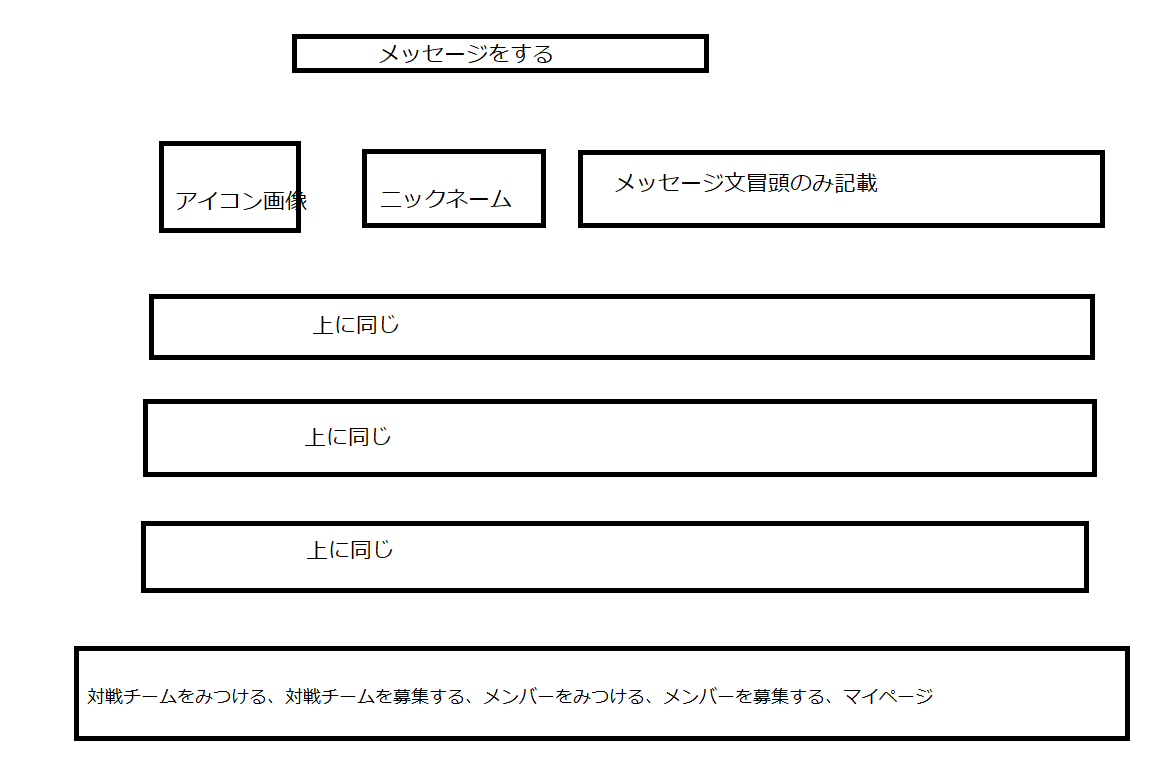 メッセージをする
アイコン画像
ニックネーム
メッセージ文冒頭のみ記載
上に同じ
上に同じ
上に同じ
対戦チームをみつける、対戦チームを募集する、メンバーをみつける、メンバーを募集する、マイページ